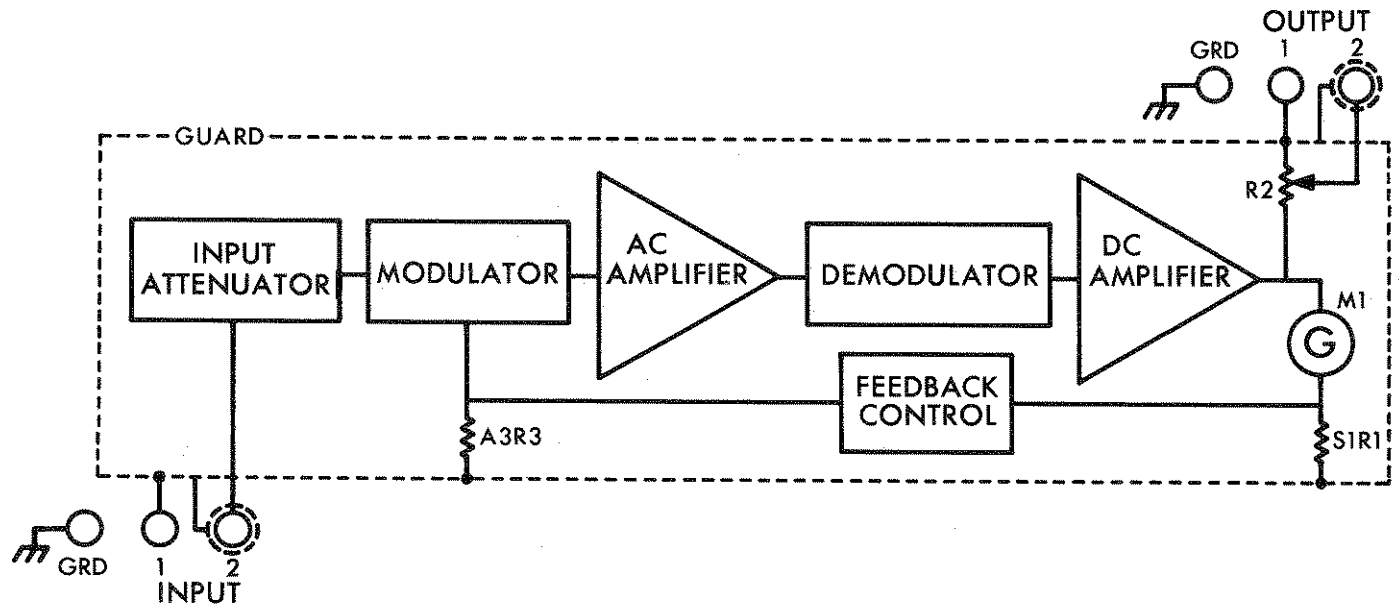 OUTPUT
GRD 1 2
GUARD
R2
INPUT
ATTENUATOR
MODULATOR
AC
AMPLIFIER
DEMODULATOR
DC
AMPLIFIER
M1
G
FEEDBACK
CONTROL
A3R3
S1R1
GRD 1 2
INPUT